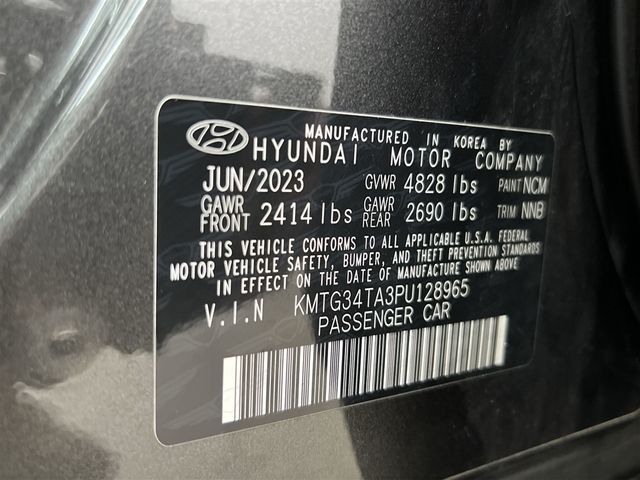 MANUFACTURED IN KOREA BY
HYUNDAI MOTOR COMPANY
JUN/2023 GVWR 4828 lbs PAINT NCM
GAWR FRONT 2414 lbs GAWR REAR 2690 lbs TRIM NNB
THIS VEHICLE CONFORMS TO ALL APPLICABLE U.S.A. FEDERAL
MOTOR VEHICLE SAFETY, BUMPER, AND THEFT PREVENTION STANDARDS
IN EFFECT ON THE DATE OF MANUFACTURE SHOWN ABOVE
V.I.N KMTG34TA3PU128965
PASSENGER CAR